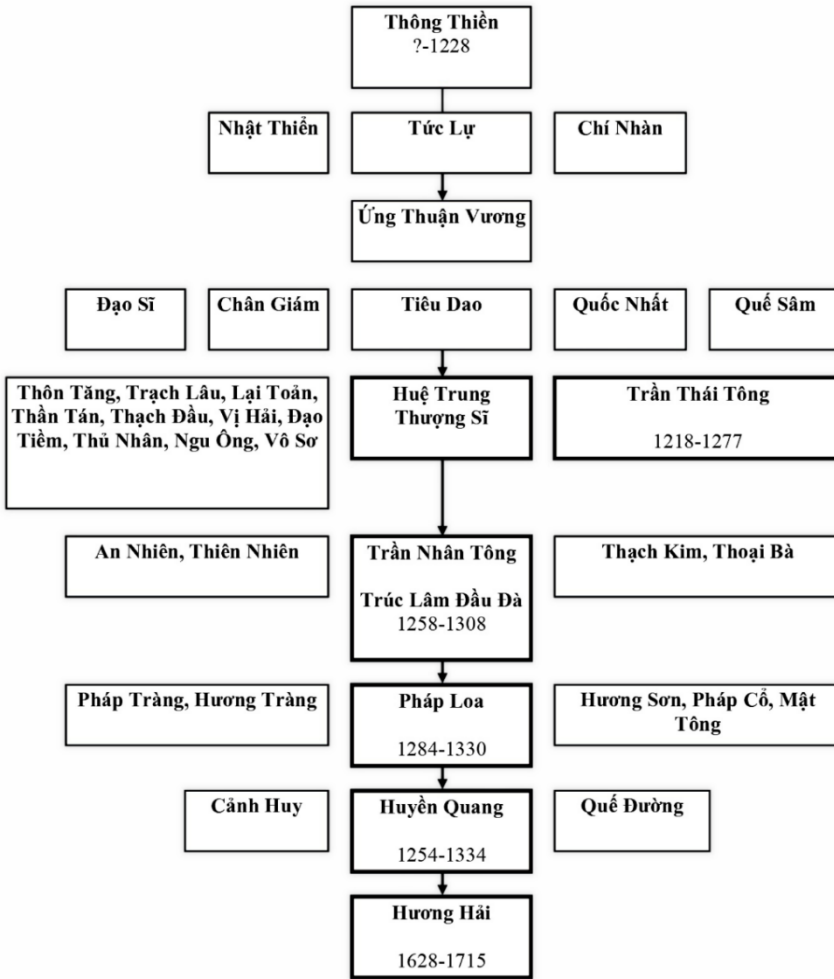 Thông Thiền
?-1228
Nhật Thiển
Tức Lự
Chí Nhàn
Ứng Thuận Vương
Đạo Sĩ
Chân Giám
Tiêu Dao
Quốc Nhất
Quế Sâm
Thôn Tăng, Trạch Lâu, Lại Toản,
Thần Tán, Thạch Đầu, Vị Hải, Đạo
Tiềm, Thủ Nhân, Ngu Ông, Vô Sơ
Huệ Trung
Thượng Sĩ
Trần Thái Tông
1218-1277
An Nhiên, Thiên Nhiên
Trần Nhân Tông
Trúc Lâm Đầu Đà
1258-1308
Thạch Kim, Thoại Bà
Pháp Tràng, Hương Tràng
Pháp Loa
1284-1330
Hương Sơn, Pháp Cổ, Mật
Tông
Cảnh Huy
Huyền Quang
1254-1334
Quế Đường
Hương Hải
1628-1715